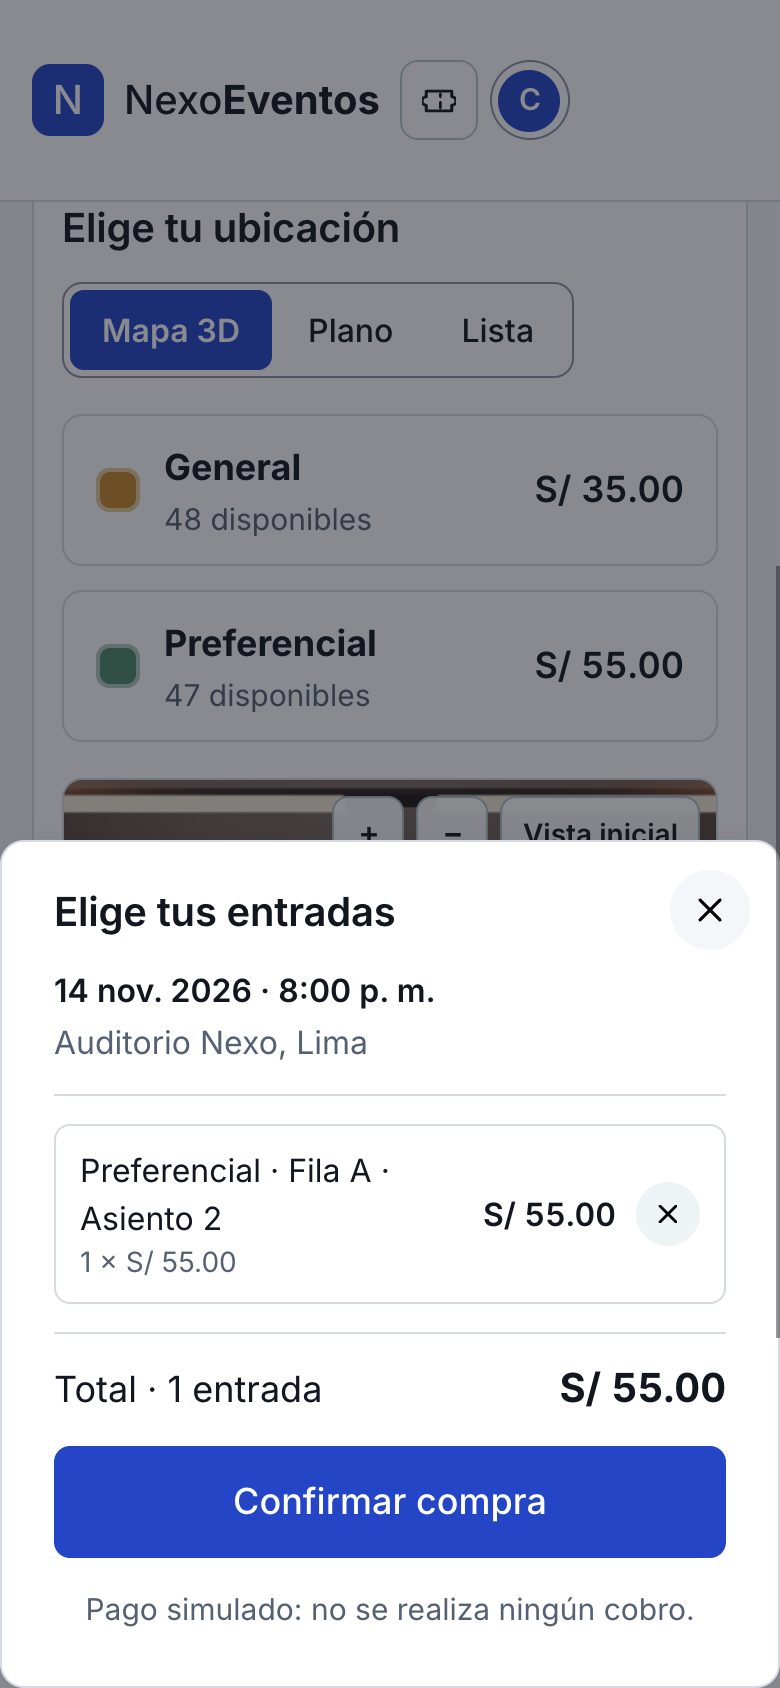 N NexoEventos C
Elige tu ubicación
Mapa 3D Plano Lista
General
48 disponibles
S/ 35.00
Preferencial
47 disponibles
S/ 55.00
+ − Vista inicial
Elige tus entradas
14 nov. 2026 · 8:00 p. m.
Auditorio Nexo, Lima
Preferencial · Fila A ·
Asiento 2
1 × S/ 55.00
S/ 55.00
Total · 1 entrada S/ 55.00
Confirmar compra
Pago simulado: no se realiza ningún cobro.